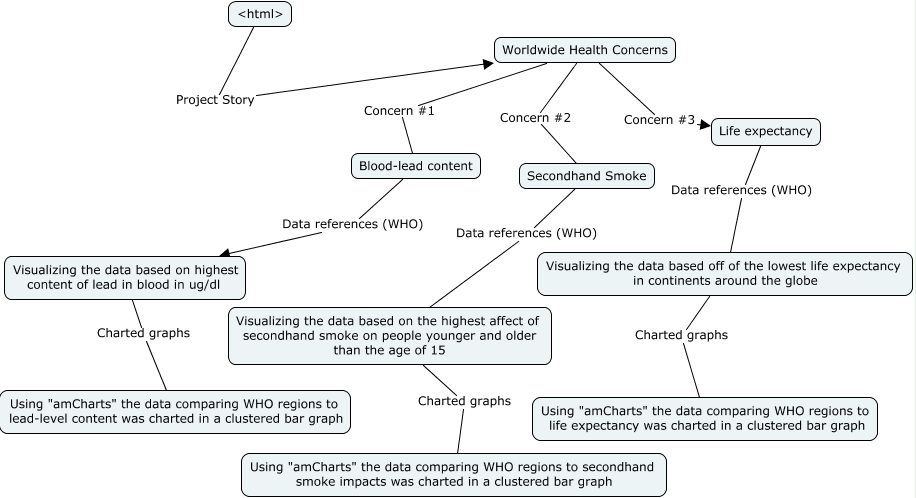 <html>
Worldwide Health Concerns
Project Story
Concern #1
Concern #2
Concern #3
Life expectancy
Blood-lead content
Secondhand Smoke
Data references (WHO)
Data references (WHO)
Data references (WHO)
Visualizing the data based on highest
content of lead in blood in ug/dl
Visualizing the data based off of the lowest life expectancy
in continents around the globe
Visualizing the data based on the highest affect of
secondhand smoke on people younger and older
than the age of 15
Charted graphs
Charted graphs
Charted graphs
Using "amCharts" the data comparing WHO regions to
lead-level content was charted in a clustered bar graph
Using "amCharts" the data comparing WHO regions to
life expectancy was charted in a clustered bar graph
Using "amCharts" the data comparing WHO regions to secondhand
smoke impacts was charted in a clustered bar graph